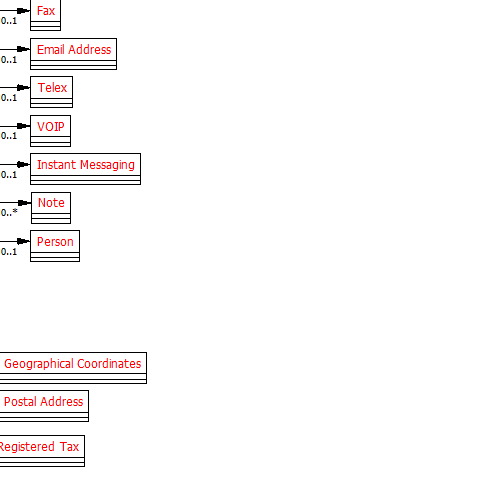 Fax
0..1
Email Address
0..1
Telex
0..1
VOIP
0..1
Instant Messaging
0..1
Note
0..*
Person
0..1
Geographical Coordinates
Postal Address
Registered Tax